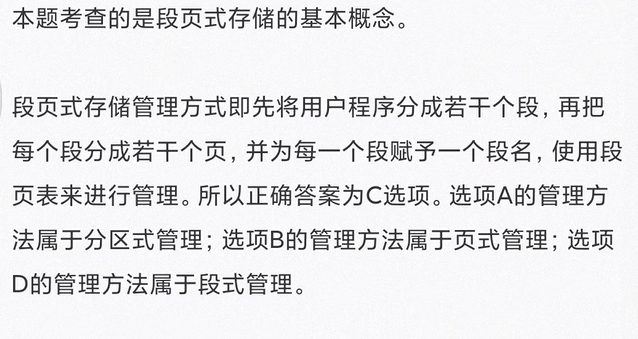 本题考查的是段页式存储的基本概念。
段页式存储管理方式即先将用户程序分成若干个段，再把
每个段分成若干个页，并为每一个段赋予一个段名，使用段
页表来进行管理。所以正确答案为C选项。选项A的管理方
法属于分区式管理；选项B的管理方法属于页式管理；选项
D的管理方法属于段式管理。